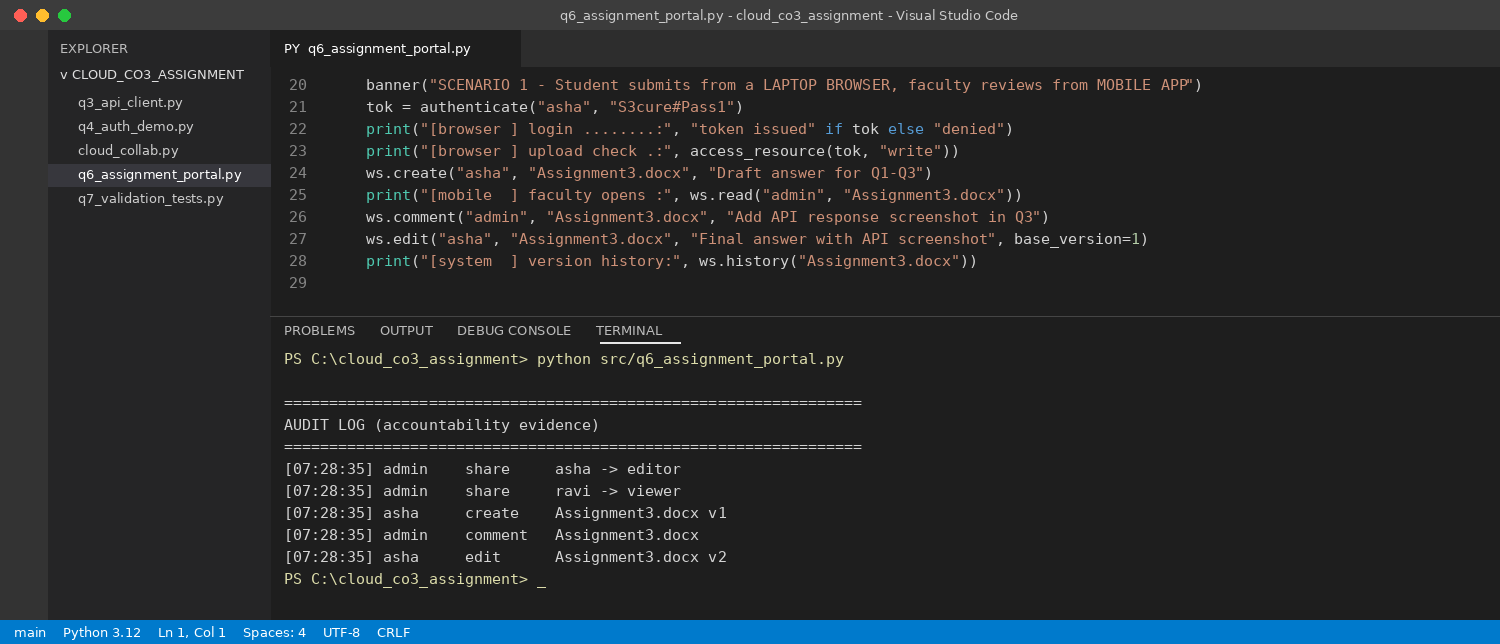 q6_assignment_portal.py - cloud_co3_assignment - Visual Studio Code
EXPLORER
v CLOUD_CO3_ASSIGNMENT
q3_api_client.py
q4_auth_demo.py
cloud_collab.py
q6_assignment_portal.py
q7_validation_tests.py
PY q6_assignment_portal.py
20 banner("SCENARIO 1 - Student submits from a LAPTOP BROWSER, faculty reviews from MOBILE APP")
21 tok = authenticate("asha", "S3cure#Pass1")
22 print("[browser ] login ........:", "token issued" if tok else "denied")
23 print("[browser ] upload check .:", access_resource(tok, "write"))
24 ws.create("asha", "Assignment3.docx", "Draft answer for Q1-Q3")
25 print("[mobile  ] faculty opens :", ws.read("admin", "Assignment3.docx"))
26 ws.comment("admin", "Assignment3.docx", "Add API response screenshot in Q3")
27 ws.edit("asha", "Assignment3.docx", "Final answer with API screenshot", base_version=1)
28 print("[system  ] version history:", ws.history("Assignment3.docx"))
29
PROBLEMS OUTPUT DEBUG CONSOLE TERMINAL
PS C:\cloud_co3_assignment> python src/q6_assignment_portal.py
================================================================
AUDIT LOG (accountability evidence)
================================================================
[07:28:35] admin    share     asha -> editor
[07:28:35] admin    share     ravi -> viewer
[07:28:35] asha     create    Assignment3.docx v1
[07:28:35] admin    comment   Assignment3.docx
[07:28:35] asha     edit      Assignment3.docx v2
PS C:\cloud_co3_assignment> _
main Python 3.12 Ln 1, Col 1 Spaces: 4 UTF-8 CRLF